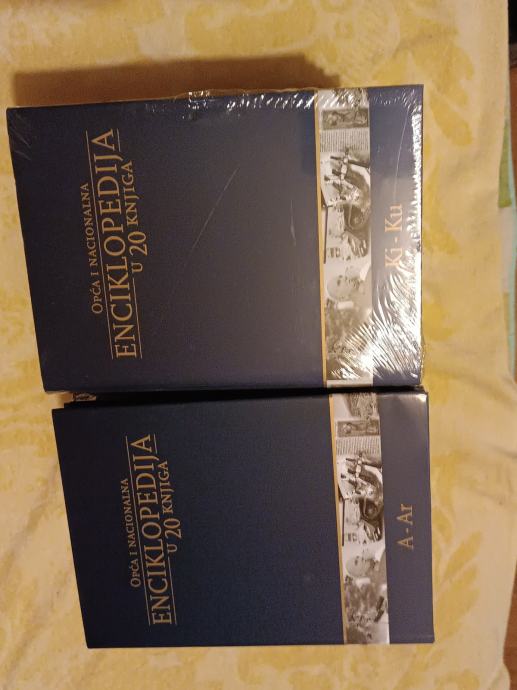 OPĆA I NACIONALNA
ENCIKLOPEDIJA
U 20 KNJIGA
Ki - Ku
OPĆA I NACIONALNA
ENCIKLOPEDIJA
U 20 KNJIGA
A - Ar